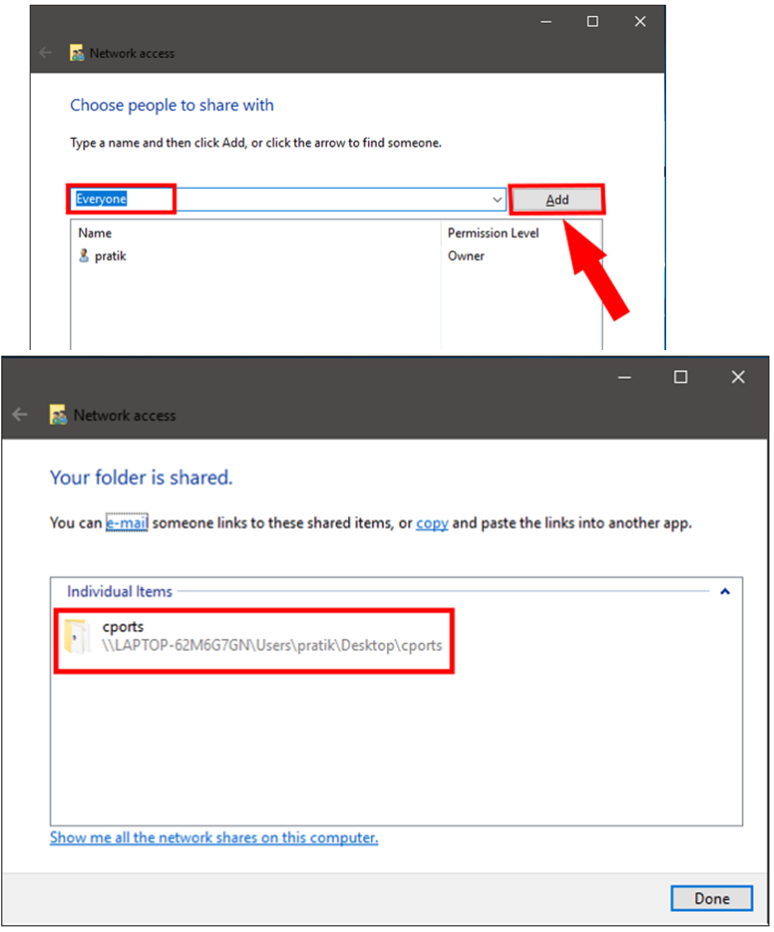 Network access
Choose people to share with
Type a name and then click Add, or click the arrow to find someone.
Everyone Add
Name Permission Level
pratik Owner
Network access
Your folder is shared.
You can e-mail someone links to these shared items, or copy and paste the links into another app.
Individual Items
cports
\\LAPTOP-62M6G7GN\Users\pratik\Desktop\cports
Show me all the network shares on this computer.
Done